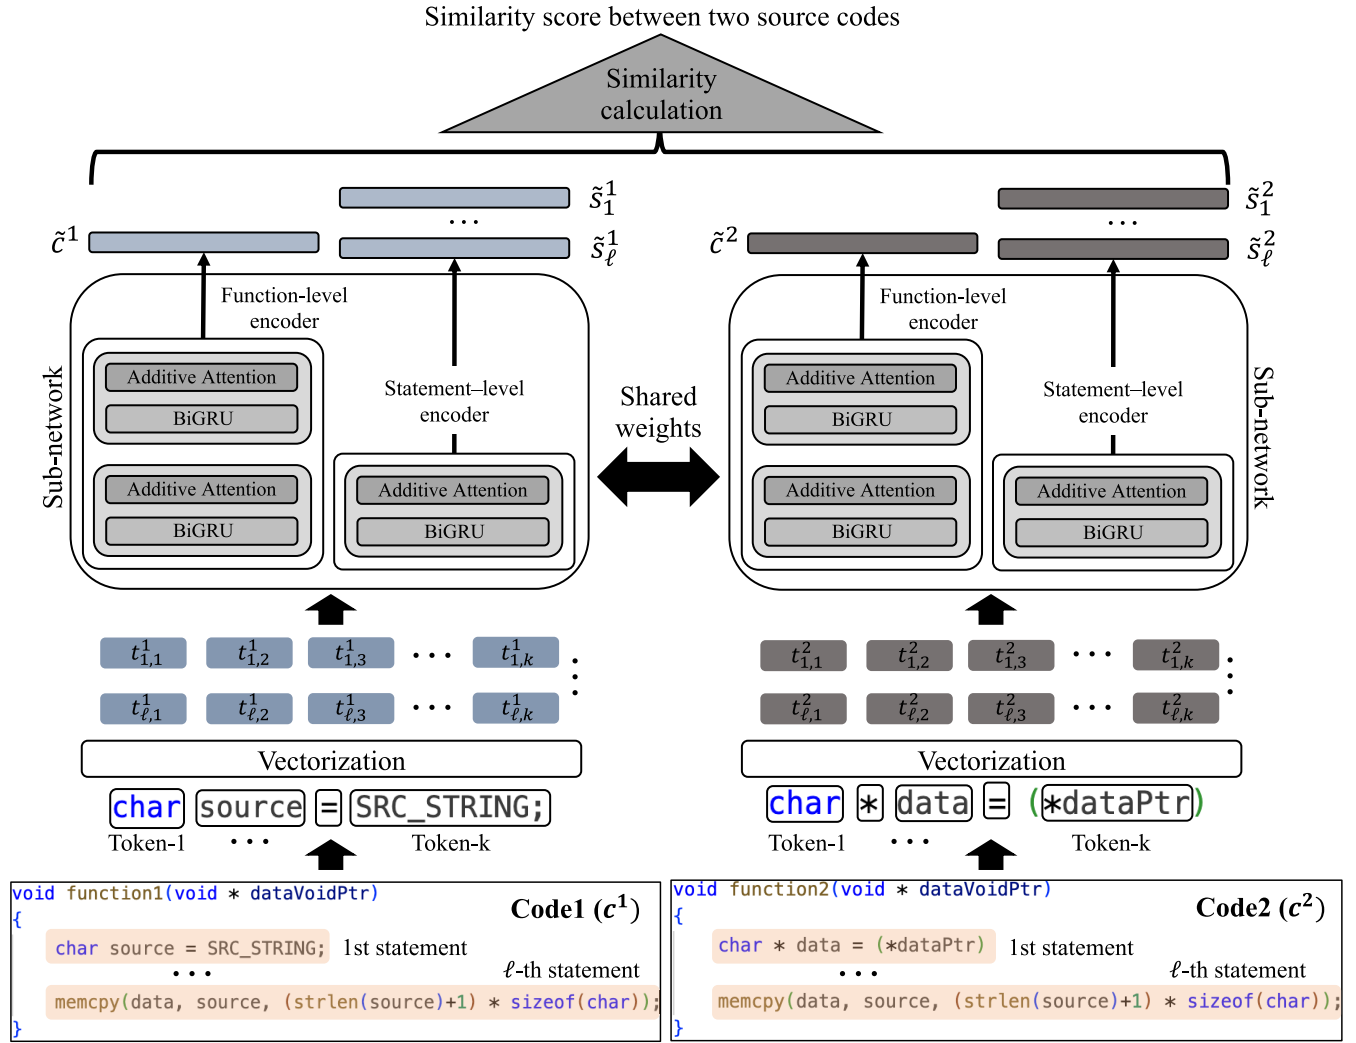 Similarity score between two source codes
Similarity
calculation
s̃₁¹
...
c̃¹
s̃ℓ¹
s̃₁²
...
c̃²
s̃ℓ²
Function-level
encoder
Sub-network
Additive Attention
BiGRU
Additive Attention
BiGRU
Statement–level
encoder
Additive Attention
BiGRU
Shared
weights
Function-level
encoder
Additive Attention
BiGRU
Additive Attention
BiGRU
Statement–level
encoder
Additive Attention
BiGRU
Sub-network
t¹₁,₁ t¹₁,₂ t¹₁,₃ ... t¹₁,k
t¹ℓ,₁ t¹ℓ,₂ t¹ℓ,₃ ... t¹ℓ,k
Vectorization
char source = SRC_STRING;
Token-1 ... Token-k
t²₁,₁ t²₁,₂ t²₁,₃ ... t²₁,k
t²ℓ,₁ t²ℓ,₂ t²ℓ,₃ ... t²ℓ,k
Vectorization
char * data = (*dataPtr)
Token-1 ... Token-k
void function1(void * dataVoidPtr)
Code1 (c¹)
{
char source = SRC_STRING; 1st statement
...
ℓ-th statement
memcpy(data, source, (strlen(source)+1) * sizeof(char));
}
void function2(void * dataVoidPtr)
Code2 (c²)
{
char * data = (*dataPtr) 1st statement
...
ℓ-th statement
memcpy(data, source, (strlen(source)+1) * sizeof(char));
}